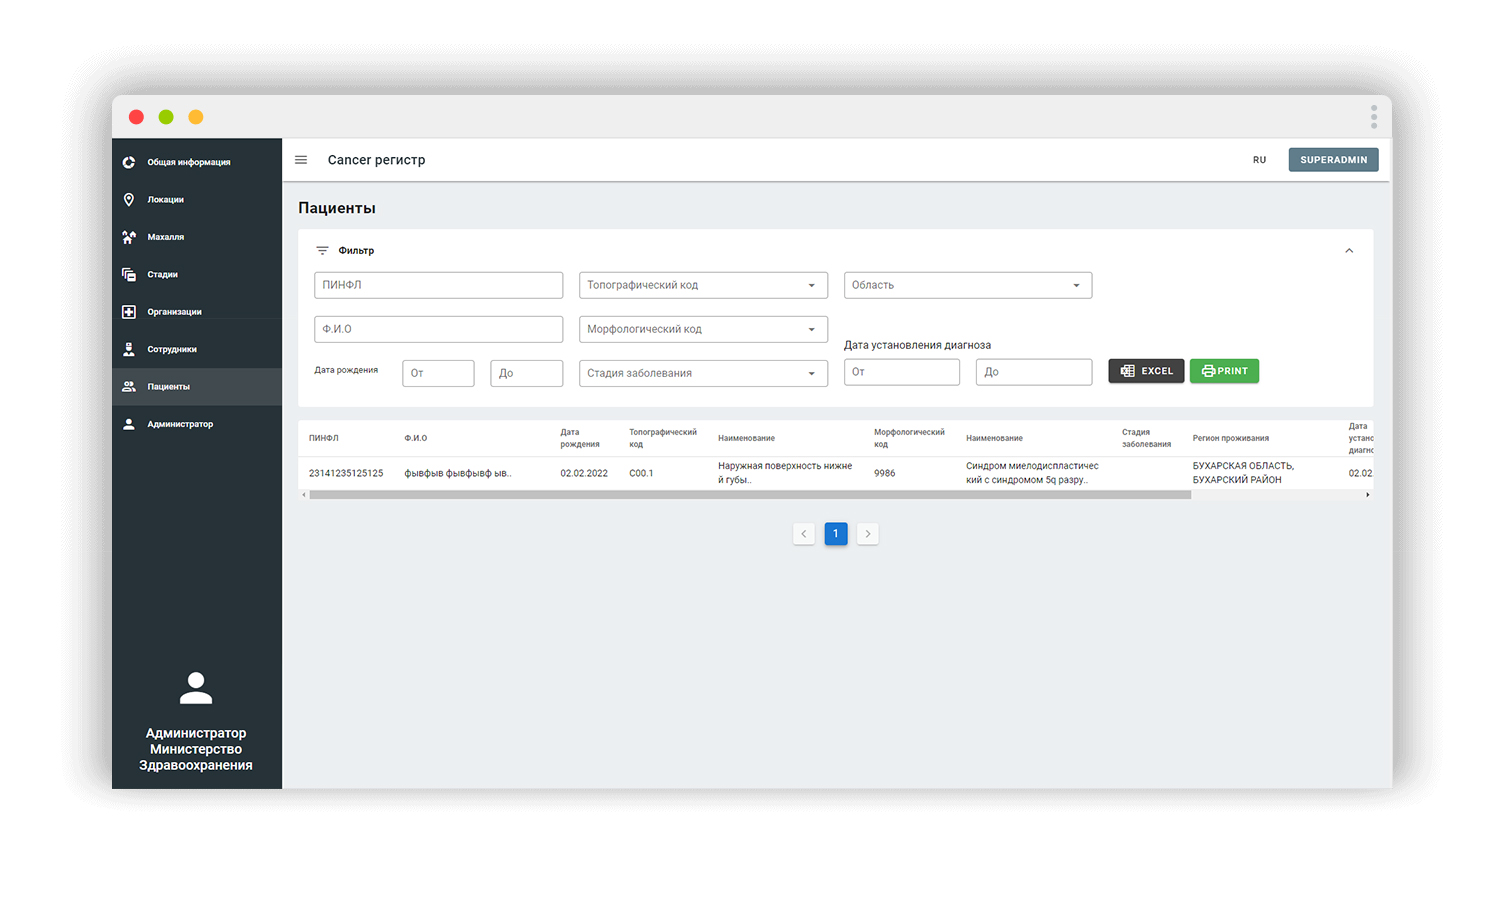 Общая информация
Локации
Махалля
Стадии
Организации
Сотрудники
Пациенты
Администратор
Администратор
Министерство
Здравоохранения
Cancer регистр
RU
SUPERADMIN
Пациенты
Фильтр
ПИНФЛ
Топографический код
Область
Ф.И.О
Морфологический код
Дата установления диагноза
Дата рождения
От
До
Стадия заболевания
От
До
EXCEL
PRINT
ПИНФЛ
Ф.И.О
Дата
рождения
Топографический
код
Наименование
Морфологический
код
Наименование
Стадия
заболевания
Регион проживания
Дата
устано
диагно
23141235125125
фывфыв фывфывф ыв..
02.02.2022
C00.1
Наружная поверхность нижне
й губы..
9986
Синдром миелодиспластичес
кий с синдромом 5q разру..
БУХАРСКАЯ ОБЛАСТЬ,
БУХАРСКИЙ РАЙОН
02.02
1